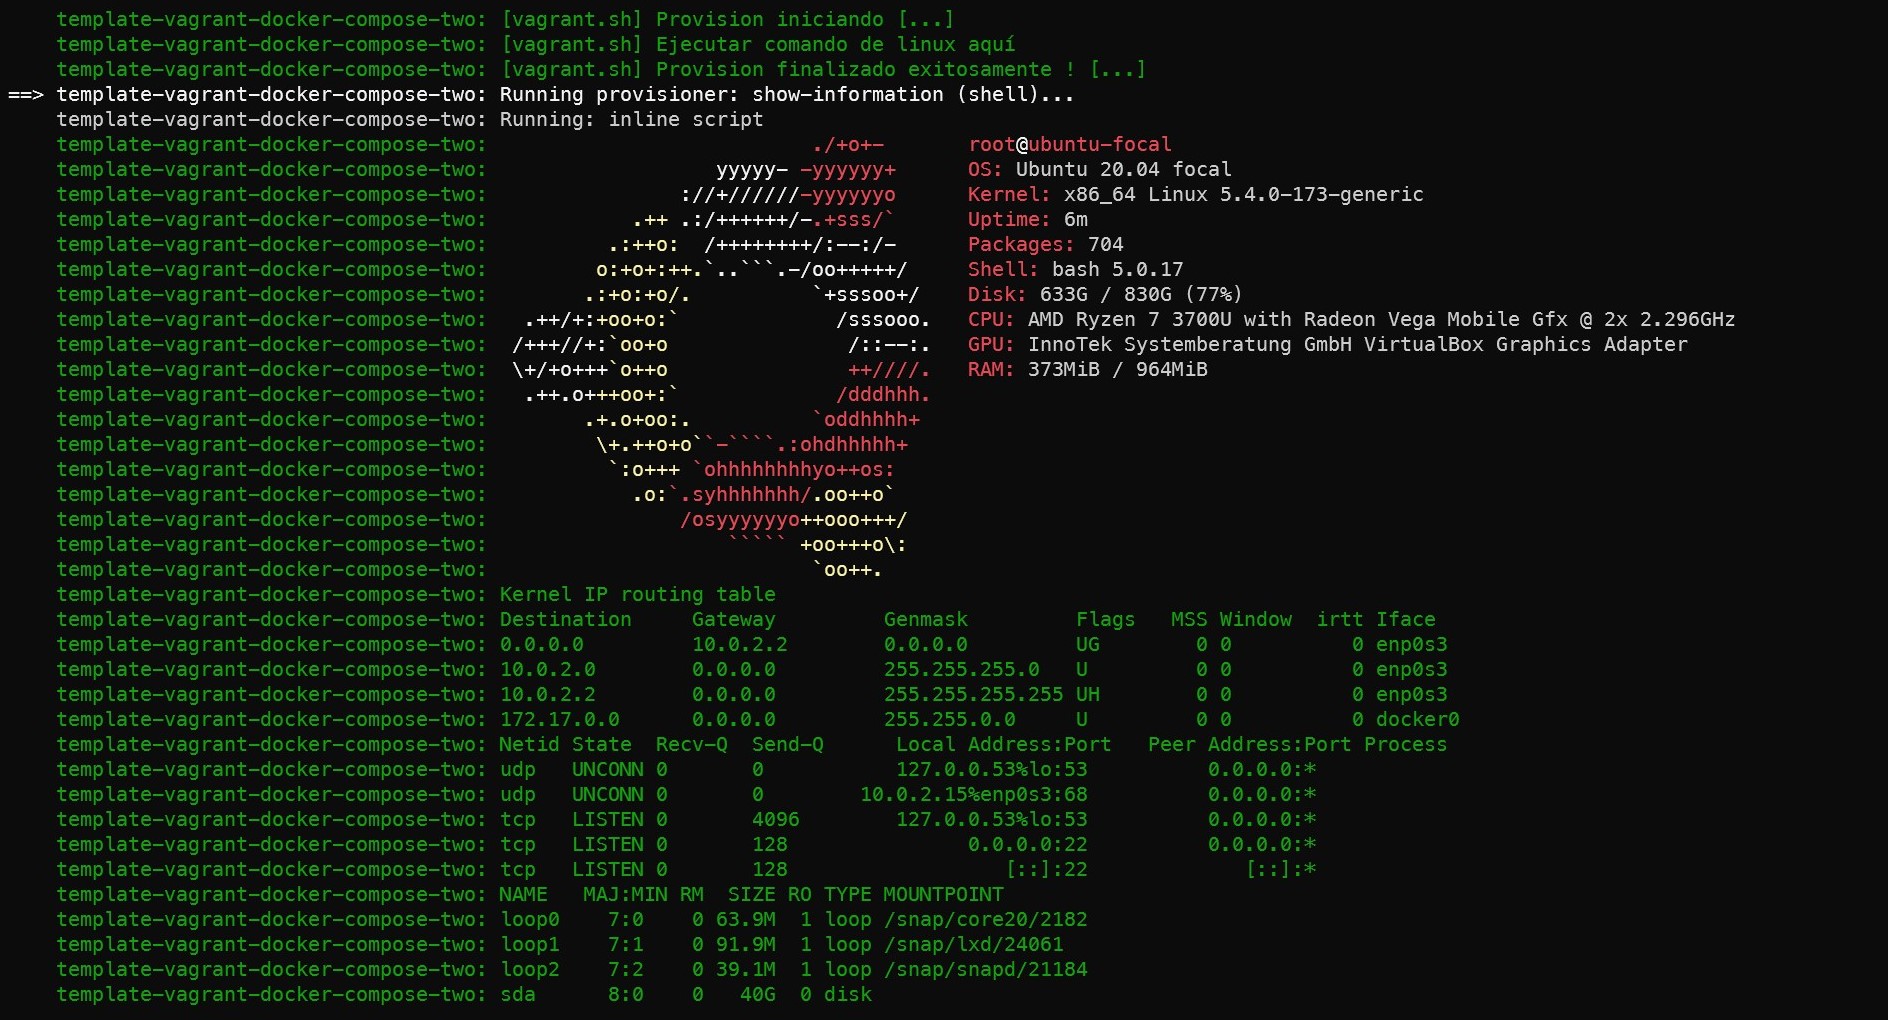 template-vagrant-docker-compose-two: [vagrant.sh] Provision iniciando [...]
    template-vagrant-docker-compose-two: [vagrant.sh] Ejecutar comando de linux aquí
    template-vagrant-docker-compose-two: [vagrant.sh] Provision finalizado exitosamente ! [...]
==> template-vagrant-docker-compose-two: Running provisioner: show-information (shell)...
    template-vagrant-docker-compose-two: Running: inline script
    template-vagrant-docker-compose-two:                           ./+o+-       root@ubuntu-focal
    template-vagrant-docker-compose-two:                   yyyyy- -yyyyyy+      OS: Ubuntu 20.04 focal
    template-vagrant-docker-compose-two:                ://+//////-yyyyyyo      Kernel: x86_64 Linux 5.4.0-173-generic
    template-vagrant-docker-compose-two:            .++ .:/++++++/-.+sss/`      Uptime: 6m
    template-vagrant-docker-compose-two:          .:++o:  /++++++++/:--:/-      Packages: 704
    template-vagrant-docker-compose-two:         o:+o+:++.`..```.-/oo+++++/     Shell: bash 5.0.17
    template-vagrant-docker-compose-two:        .:+o:+o/.          `+sssoo+/    Disk: 633G / 830G (77%)
    template-vagrant-docker-compose-two:   .++/+:+oo+o:`             /sssooo.   CPU: AMD Ryzen 7 3700U with Radeon Vega Mobile Gfx @ 2x 2.296GHz
    template-vagrant-docker-compose-two:  /+++//+:`oo+o               /::--:.   GPU: InnoTek Systemberatung GmbH VirtualBox Graphics Adapter
    template-vagrant-docker-compose-two:  \+/+o+++`o++o               ++////.   RAM: 373MiB / 964MiB
    template-vagrant-docker-compose-two:   .++.o+++oo+:`             /dddhhh.
    template-vagrant-docker-compose-two:        .+.o+oo:.          `oddhhhh+
    template-vagrant-docker-compose-two:         \+.++o+o``-````.:ohdhhhhh+
    template-vagrant-docker-compose-two:          `:o+++ `ohhhhhhhhyo++os:
    template-vagrant-docker-compose-two:            .o:`.syhhhhhhh/.oo++o`
    template-vagrant-docker-compose-two:                /osyyyyyyo++ooo+++/
    template-vagrant-docker-compose-two:                    ````` +oo+++o\:
    template-vagrant-docker-compose-two:                           `oo++.
    template-vagrant-docker-compose-two: Kernel IP routing table
    template-vagrant-docker-compose-two: Destination     Gateway         Genmask         Flags   MSS Window  irtt Iface
    template-vagrant-docker-compose-two: 0.0.0.0         10.0.2.2        0.0.0.0         UG        0 0          0 enp0s3
    template-vagrant-docker-compose-two: 10.0.2.0        0.0.0.0         255.255.255.0   U         0 0          0 enp0s3
    template-vagrant-docker-compose-two: 10.0.2.2        0.0.0.0         255.255.255.255 UH        0 0          0 enp0s3
    template-vagrant-docker-compose-two: 172.17.0.0      0.0.0.0         255.255.0.0     U         0 0          0 docker0
    template-vagrant-docker-compose-two: Netid State  Recv-Q  Send-Q      Local Address:Port   Peer Address:Port Process
    template-vagrant-docker-compose-two: udp   UNCONN 0       0           127.0.0.53%lo:53          0.0.0.0:*
    template-vagrant-docker-compose-two: udp   UNCONN 0       0        10.0.2.15%enp0s3:68          0.0.0.0:*
    template-vagrant-docker-compose-two: tcp   LISTEN 0       4096        127.0.0.53%lo:53          0.0.0.0:*
    template-vagrant-docker-compose-two: tcp   LISTEN 0       128               0.0.0.0:22          0.0.0.0:*
    template-vagrant-docker-compose-two: tcp   LISTEN 0       128                  [::]:22             [::]:*
    template-vagrant-docker-compose-two: NAME   MAJ:MIN RM  SIZE RO TYPE MOUNTPOINT
    template-vagrant-docker-compose-two: loop0    7:0    0 63.9M  1 loop /snap/core20/2182
    template-vagrant-docker-compose-two: loop1    7:1    0 91.9M  1 loop /snap/lxd/24061
    template-vagrant-docker-compose-two: loop2    7:2    0 39.1M  1 loop /snap/snapd/21184
    template-vagrant-docker-compose-two: sda      8:0    0   40G  0 disk